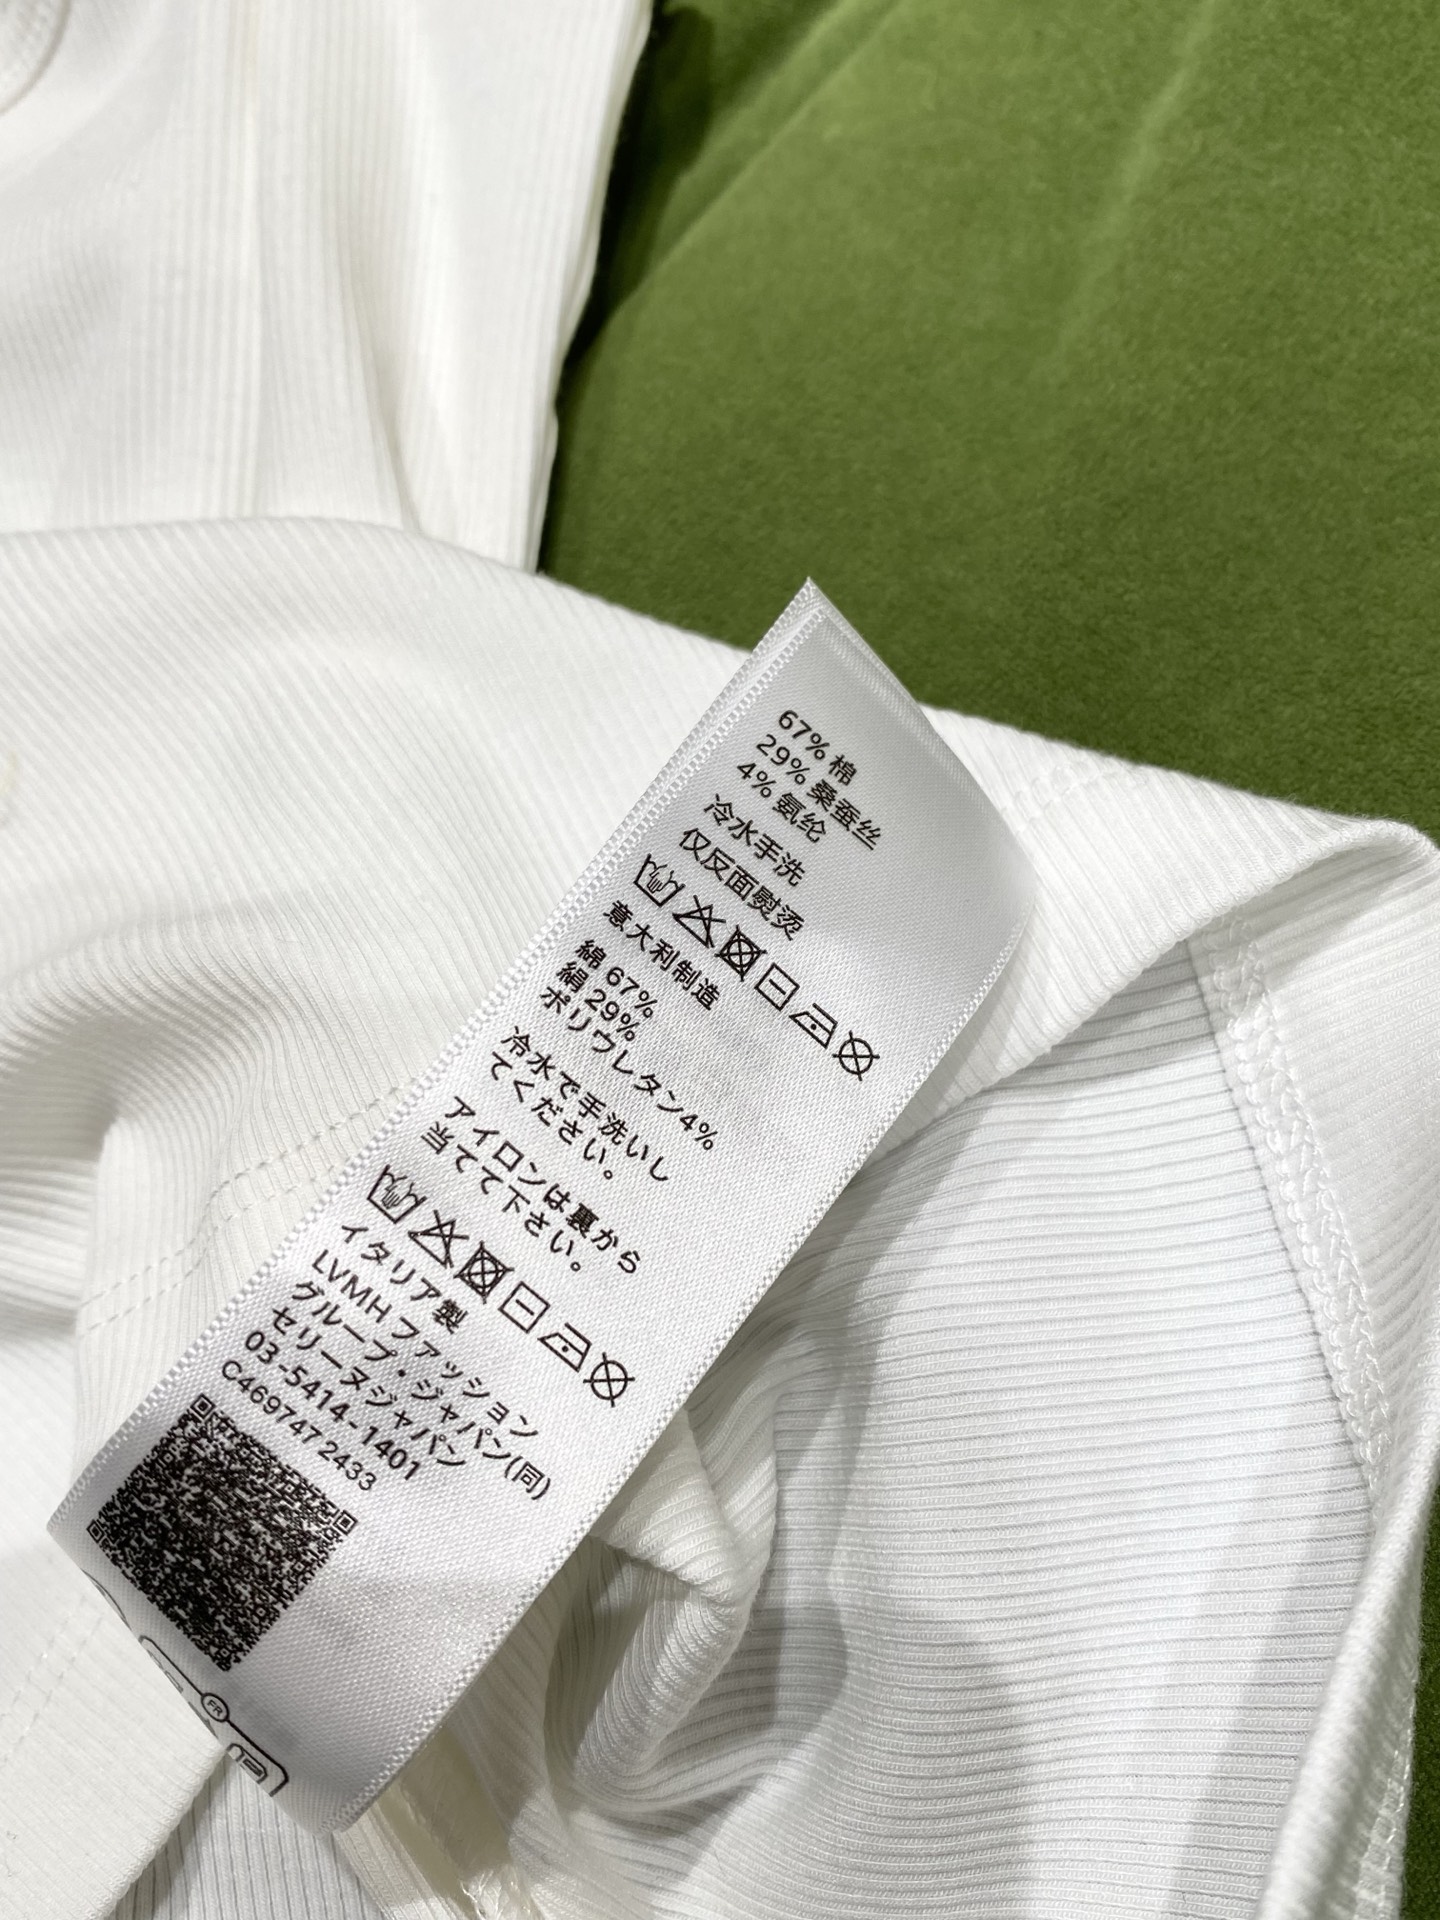 67% 棉
29% 桑蚕丝
4% 氨纶
冷水手洗
仅反面熨烫
意大利制造
綿 67%
絹 29%
ポリウレタン4%
冷水で手洗いし
てください。
アイロンは裏から
当てて下さい。
イタリア製
LVMH ファッション
グループ・ジャパン(同)
セリーヌジャパン
03-5414-1401
C469747 2433
FR